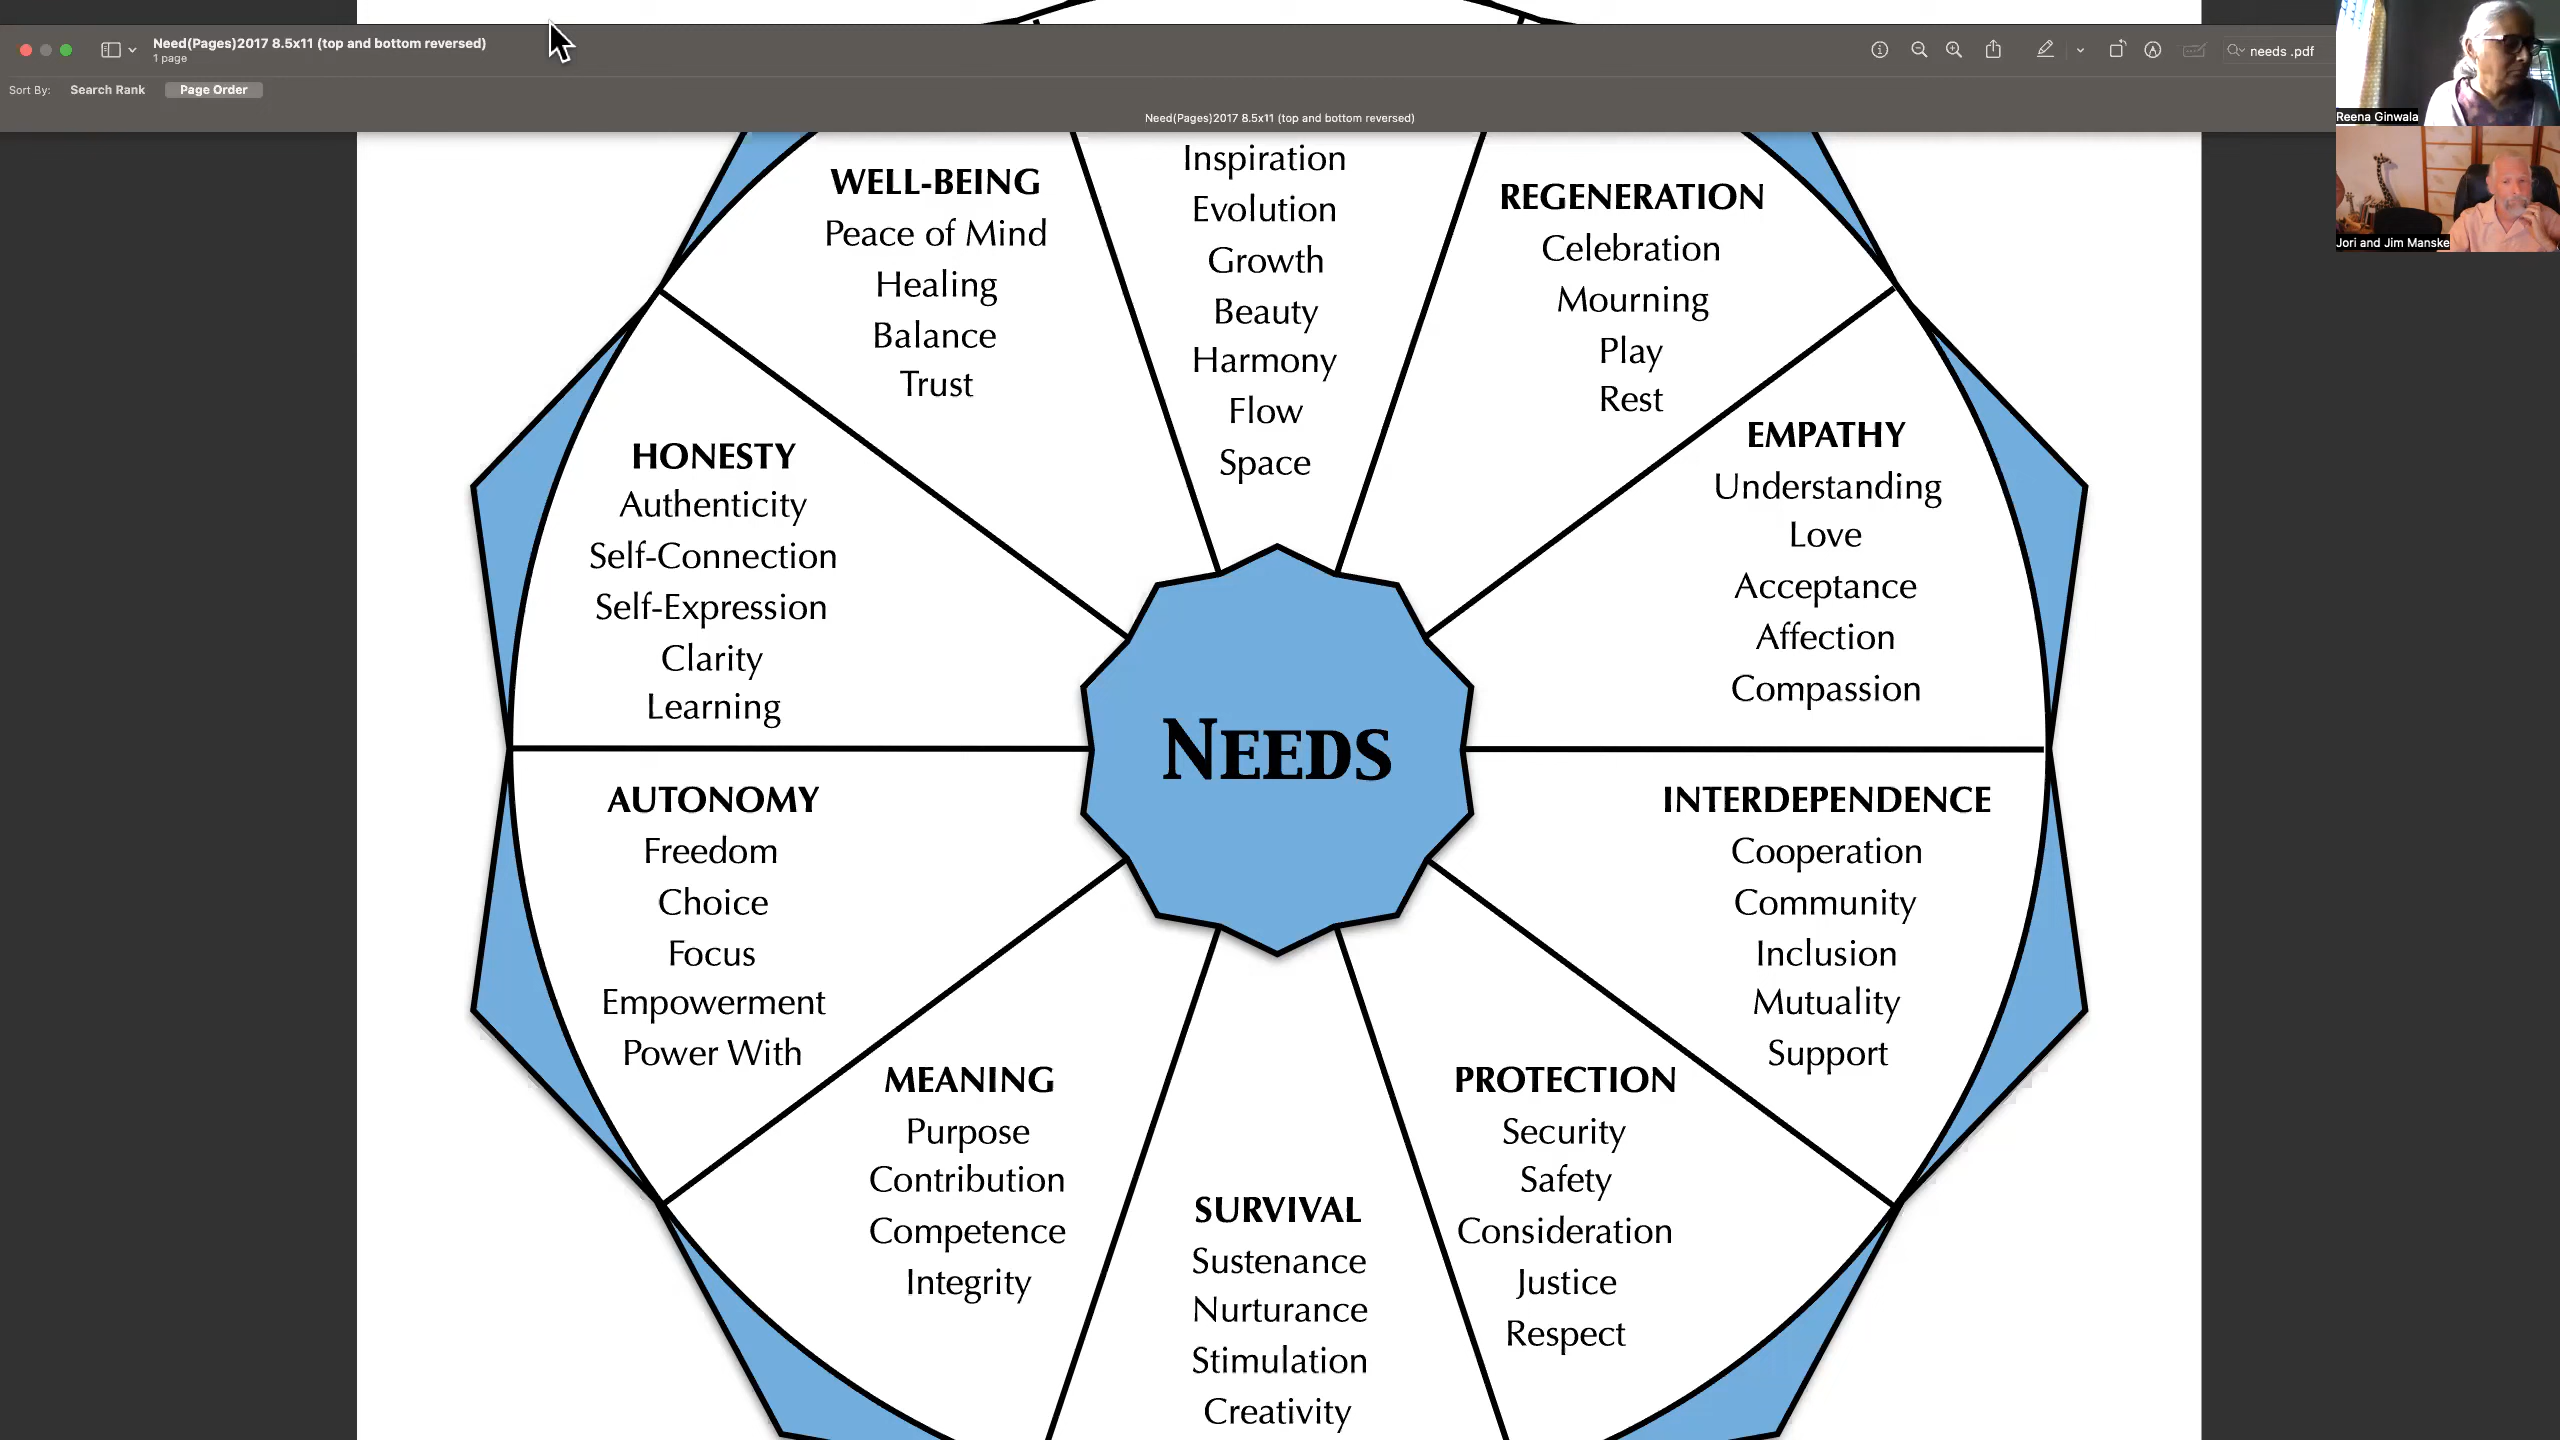 Need(Pages)2017 8.5x11 (top and bottom reversed)
1 page
needs .pdf
Sort By: Search Rank Page Order
Need(Pages)2017 8.5x11 (top and bottom reversed)
Reena Ginwala
Jori and Jim Manske
WELL-BEING
Peace of Mind
Healing
Balance
Trust
Inspiration
Evolution
Growth
Beauty
Harmony
Flow
Space
REGENERATION
Celebration
Mourning
Play
Rest
HONESTY
Authenticity
Self-Connection
Self-Expression
Clarity
Learning
EMPATHY
Understanding
Love
Acceptance
Affection
Compassion
NEEDS
AUTONOMY
Freedom
Choice
Focus
Empowerment
Power With
INTERDEPENDENCE
Cooperation
Community
Inclusion
Mutuality
Support
MEANING
Purpose
Contribution
Competence
Integrity
SURVIVAL
Sustenance
Nurturance
Stimulation
Creativity
PROTECTION
Security
Safety
Consideration
Justice
Respect